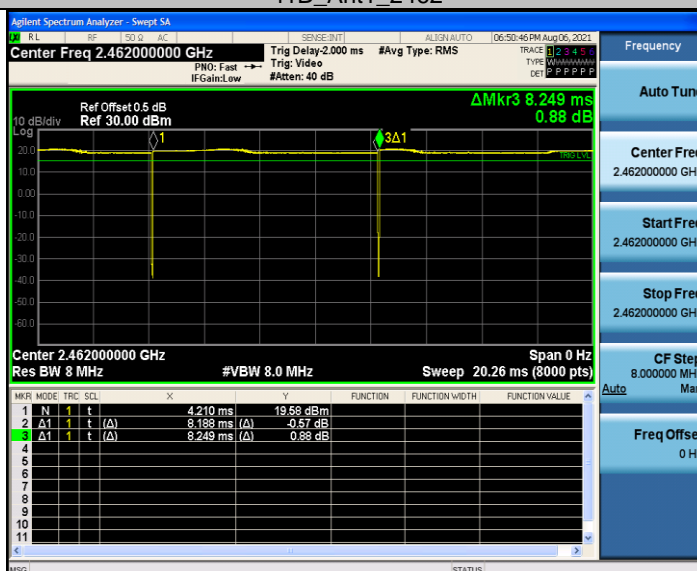 11B_Ant1_2462
Agilent Spectrum Analyzer - Swept SA
RL RF 50 Ω AC SENSE:INT ALIGN AUTO 06:50:46 PM Aug 06, 2021
Center Freq 2.462000000 GHz
PNO: Fast
IFGain:Low
Trig Delay-2.000 ms
Trig: Video
#Atten: 40 dB
#Avg Type: RMS
TRACE 1 2 3 4 5 6
TYPE W
DET P P P P P P
Ref Offset 0.5 dB
Ref 30.00 dBm
10 dB/div
Log
ΔMkr3 8.249 ms
0.88 dB
1
3Δ1
TRIG LVL
20.0
10.0
0.00
-10.0
-20.0
-30.0
-40.0
-50.0
-60.0
Center 2.462000000 GHz Span 0 Hz
Res BW 8 MHz #VBW 8.0 MHz Sweep 20.26 ms (8000 pts)
MKR MODE TRC SCL X Y FUNCTION FUNCTION WIDTH FUNCTION VALUE
1 N 1 t 4.210 ms 19.58 dBm
2 Δ1 1 t (Δ) 8.188 ms (Δ) -0.57 dB
3 Δ1 1 t (Δ) 8.249 ms (Δ) 0.88 dB
4
5
6
7
8
9
10
11
MSG STATUS
Frequency
Auto Tun
Center Fre
2.462000000 GH
Start Fre
2.462000000 GH
Stop Fre
2.462000000 GH
CF Step
8.000000 MH
Auto Ma
Freq Offse
0 H